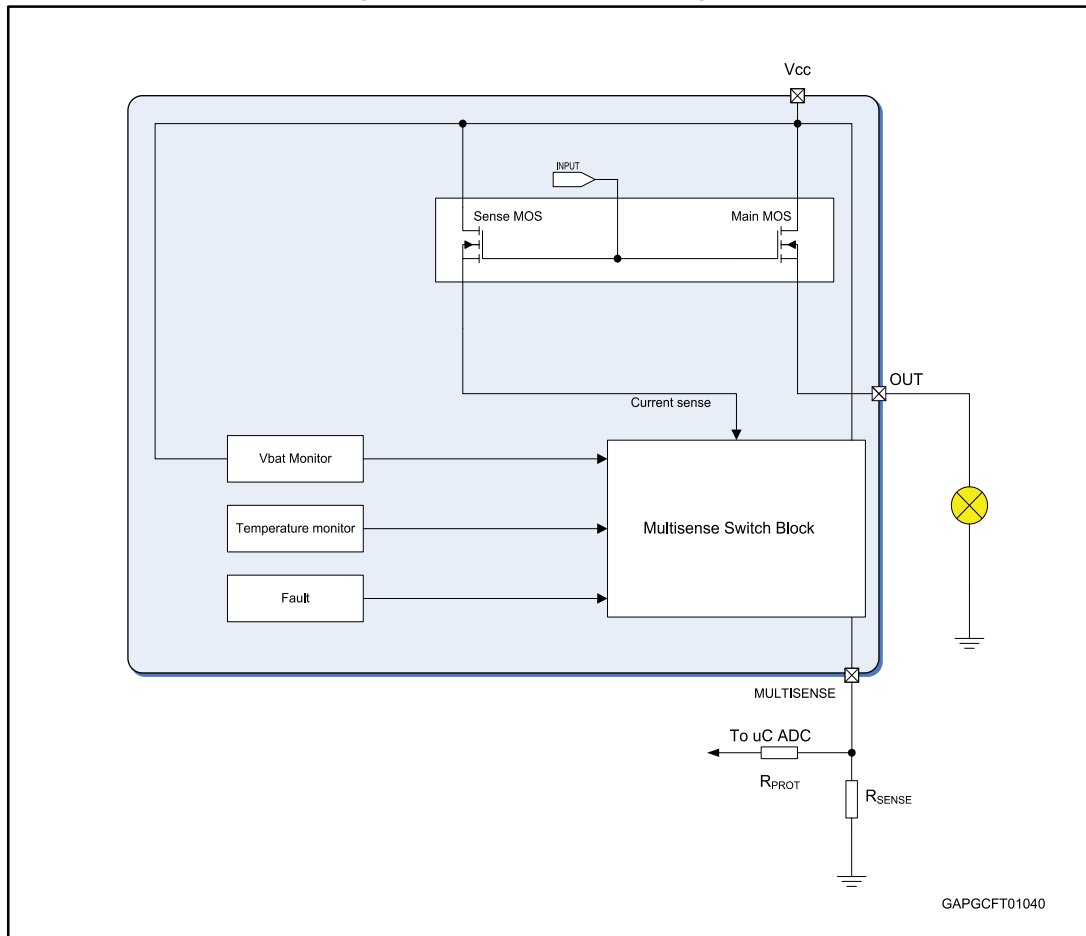 Vcc
INPUT
Sense MOS
Main MOS
OUT
Current sense
Vbat Monitor
Temperature monitor
Multisense Switch Block
Fault
MULTISENSE
To uC ADC
RPROT
RSENSE
GAPGCFT01040